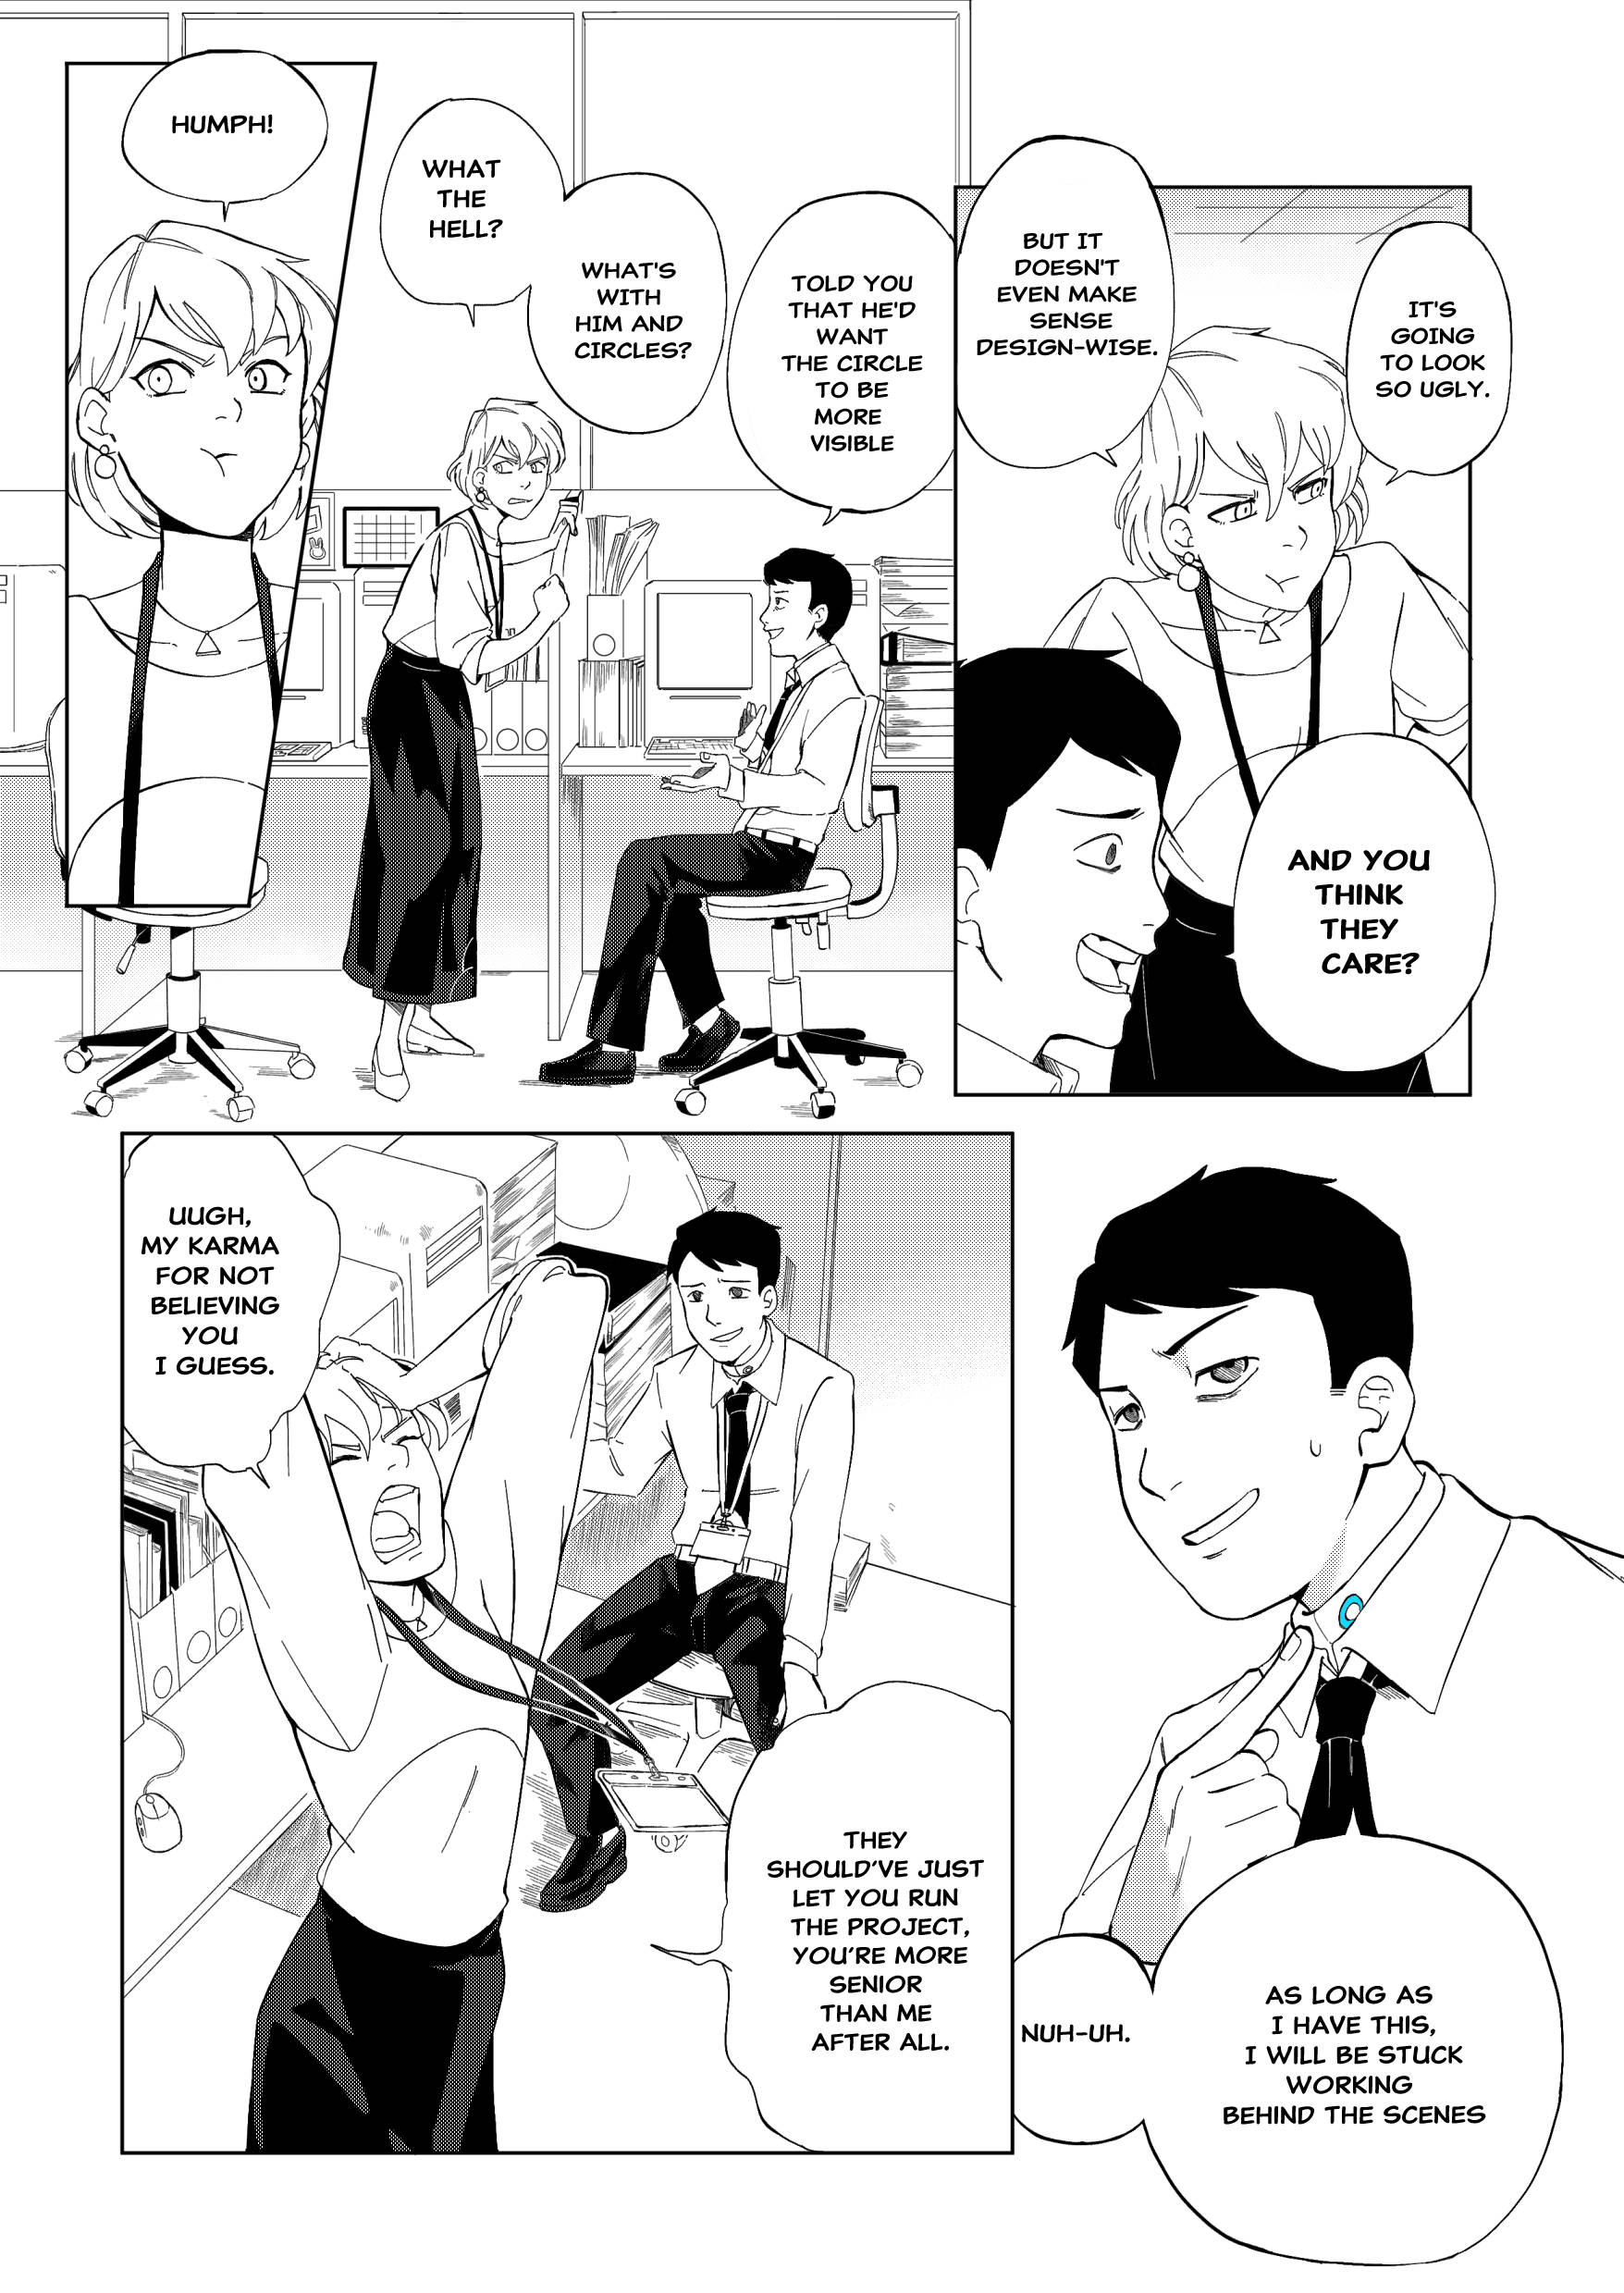 HUMPH!
WHAT
THE
HELL?
WHAT'S
WITH
HIM AND
CIRCLES?
TOLD YOU
THAT HE'D
WANT
THE CIRCLE
TO BE
MORE
VISIBLE
BUT IT
DOESN'T
EVEN MAKE
SENSE
DESIGN-WISE.
IT'S
GOING
TO LOOK
SO UGLY.
AND YOU
THINK
THEY
CARE?
UUGH,
MY KARMA
FOR NOT
BELIEVING
YOU
I GUESS.
THEY
SHOULD'VE JUST
LET YOU RUN
THE PROJECT,
YOU'RE MORE
SENIOR
THAN ME
AFTER ALL.
NUH-UH.
AS LONG AS
I HAVE THIS,
I WILL BE STUCK
WORKING
BEHIND THE SCENES